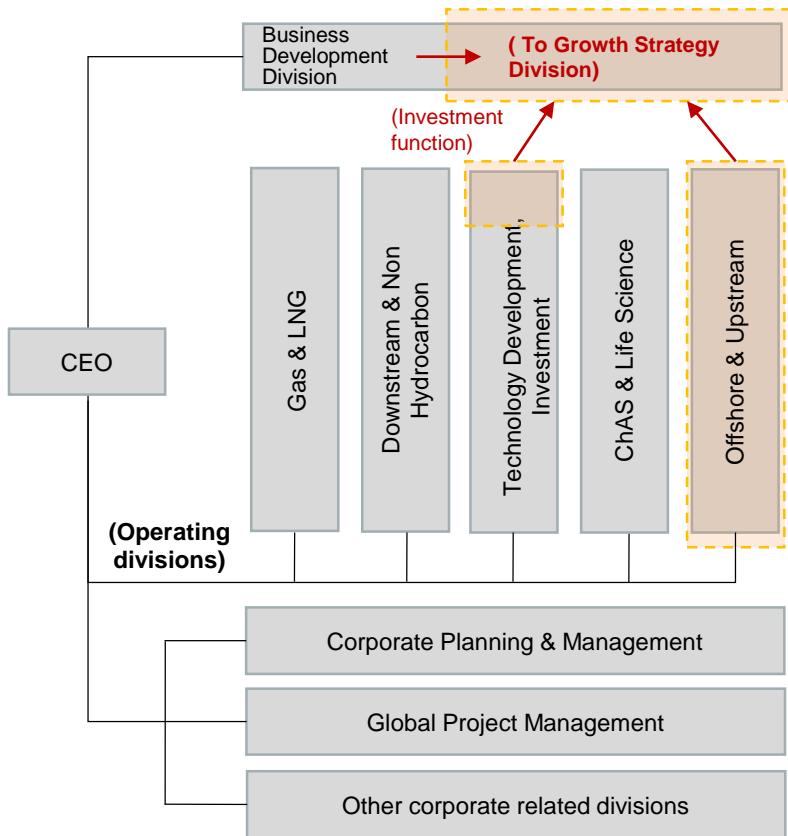 Business
Development
Division
( To Growth Strategy
Division)
(Investment
function)
Gas & LNG
Downstream & Non
Hydrocarbon
Technology Development,
Investment
ChAS & Life Science
Offshore & Upstream
CEO
(Operating
divisions)
Corporate Planning & Management
Global Project Management
Other corporate related divisions